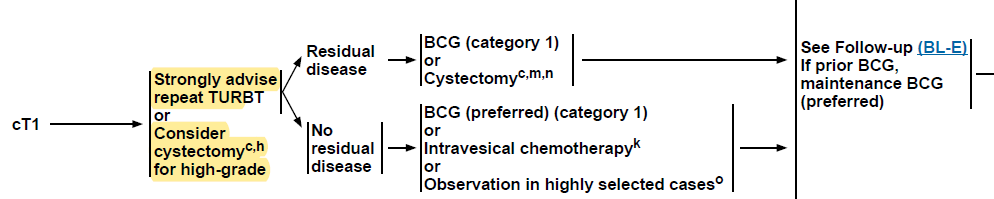 cT1
Strongly advise
repeat TURBT
or
Consider
cystectomyc,h
for high-grade
Residual
disease
BCG (category 1)
or
Cystectomyc,m,n
No
residual
disease
BCG (preferred) (category 1)
or
Intravesical chemotherapyk
or
Observation in highly selected caseso
See Follow-up (BL-E)
If prior BCG,
maintenance BCG
(preferred)